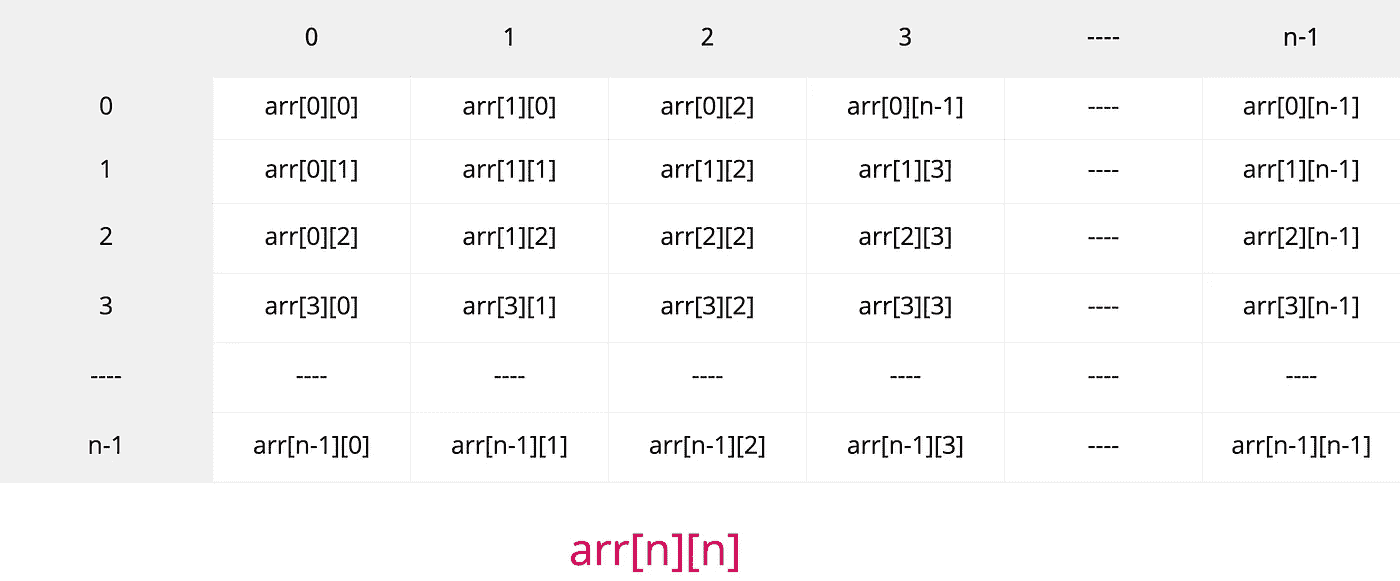 0 1 2 3 ---- n-1
0 arr[0][0] arr[1][0] arr[0][2] arr[0][n-1] ---- arr[0][n-1]
1 arr[0][1] arr[1][1] arr[1][2] arr[1][3] ---- arr[1][n-1]
2 arr[0][2] arr[1][2] arr[2][2] arr[2][3] ---- arr[2][n-1]
3 arr[3][0] arr[3][1] arr[3][2] arr[3][3] ---- arr[3][n-1]
---- ---- ---- ---- ---- ---- ----
n-1 arr[n-1][0] arr[n-1][1] arr[n-1][2] arr[n-1][3] ---- arr[n-1][n-1]
arr[n][n]